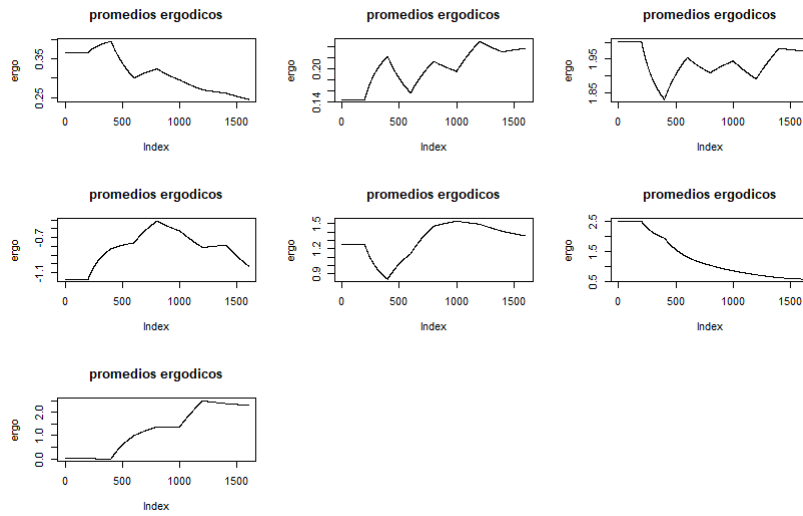 promedios ergodicos
ergo
0.25 0.35
0 500 1000 1500
Index
promedios ergodicos
ergo
0.14 0.20
0 500 1000 1500
Index
promedios ergodicos
ergo
1.85 1.95
0 500 1000 1500
Index
promedios ergodicos
ergo
-1.1 -0.7
0 500 1000 1500
Index
promedios ergodicos
ergo
0.9 1.2 1.5
0 500 1000 1500
Index
promedios ergodicos
ergo
0.5 1.5 2.5
0 500 1000 1500
Index
promedios ergodicos
ergo
0.0 1.0 2.0
0 500 1000 1500
Index